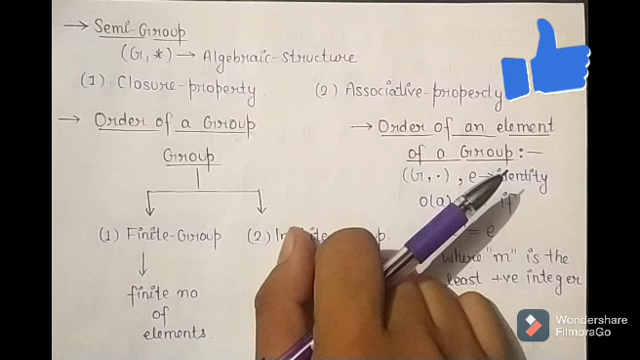 → Semi-Group
(G, *) → Algebraic-structure
(1) Closure-property. (2) Associative-property
→ Order of a Group
Group
(1) Finite-Group (2)
finite no
of
elements.
→ Order of an element
of a Group :-
(G, ·), e → identity
o(a) if
= e
where "m" is the
least +ve integer
Wondershare
FilmoraGo